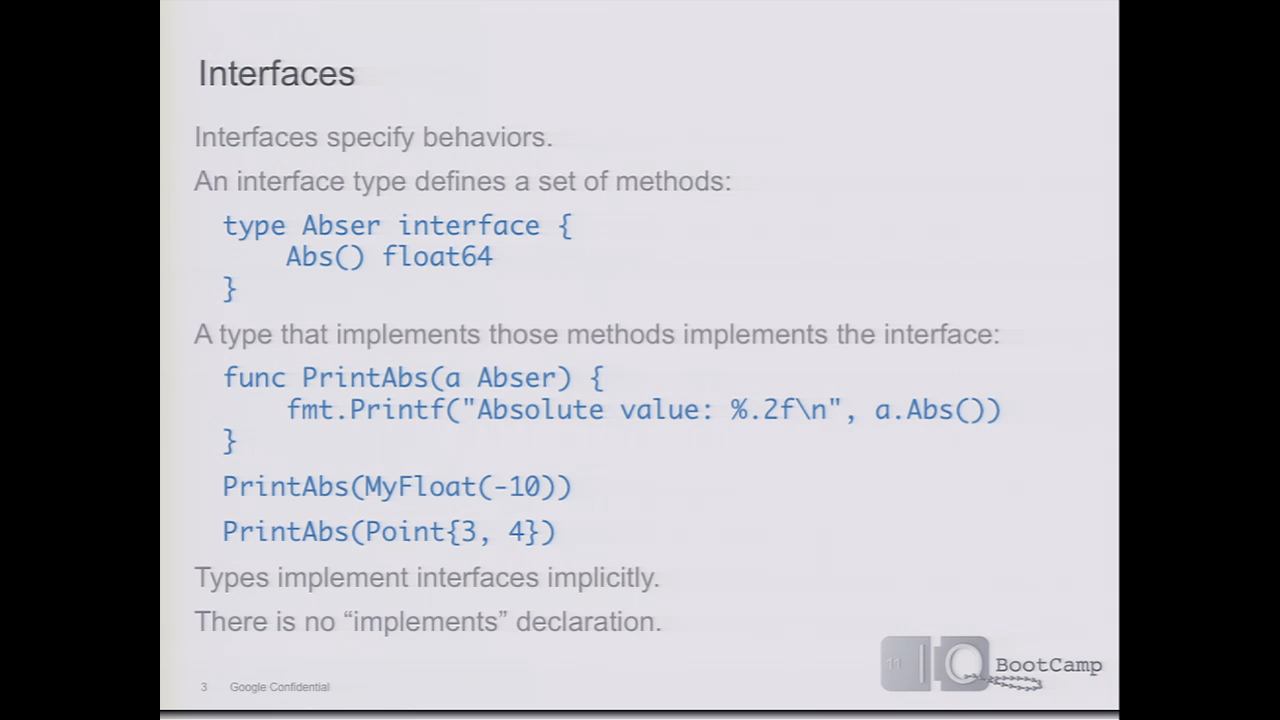 Interfaces
Interfaces specify behaviors.
An interface type defines a set of methods:
type Abser interface {
Abs() float64
}
A type that implements those methods implements the interface:
func PrintAbs(a Abser) {
fmt.Printf("Absolute value: %.2f\n", a.Abs())
}
PrintAbs(MyFloat(-10))
PrintAbs(Point{3, 4})
Types implement interfaces implicitly.
There is no “implements” declaration.
11 IO BootCamp
3 Google Confidential